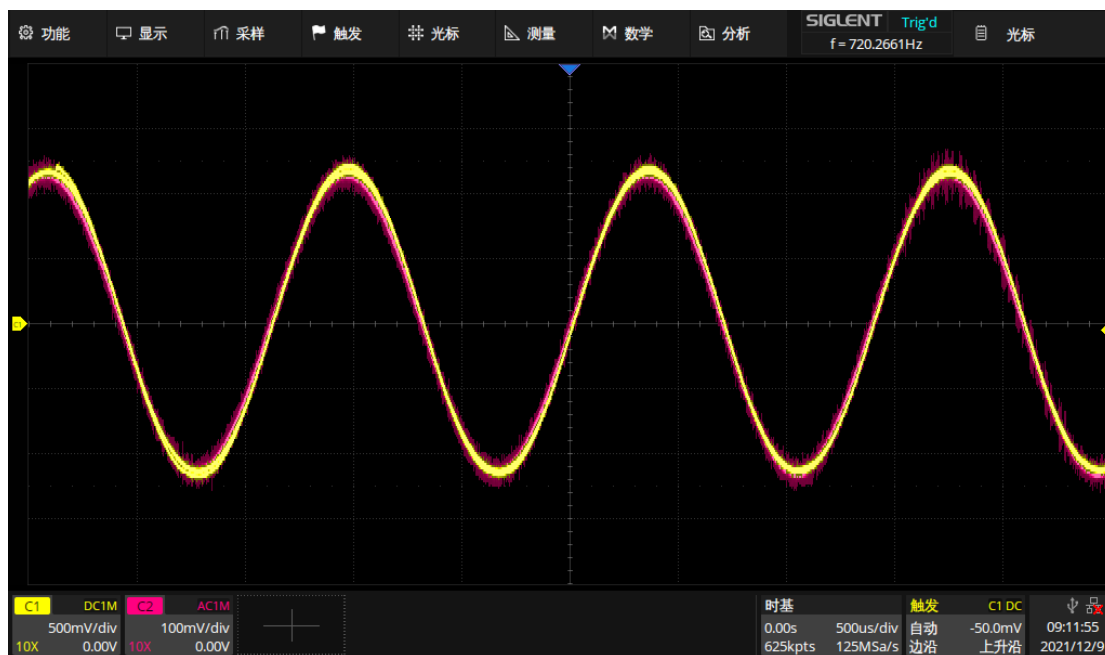 功能 显示 采样 触发 光标 测量 数学 分析 SIGLENT Trig'd 光标
f = 720.2661Hz
C1
C1 DC1M C2 AC1M 时基 触发 C1 DC
500mV/div 100mV/div 0.00s 500us/div 自动 -50.0mV 09:11:55
10X 0.00V 10X 0.00V 625kpts 125MSa/s 边沿 上升沿 2021/12/9